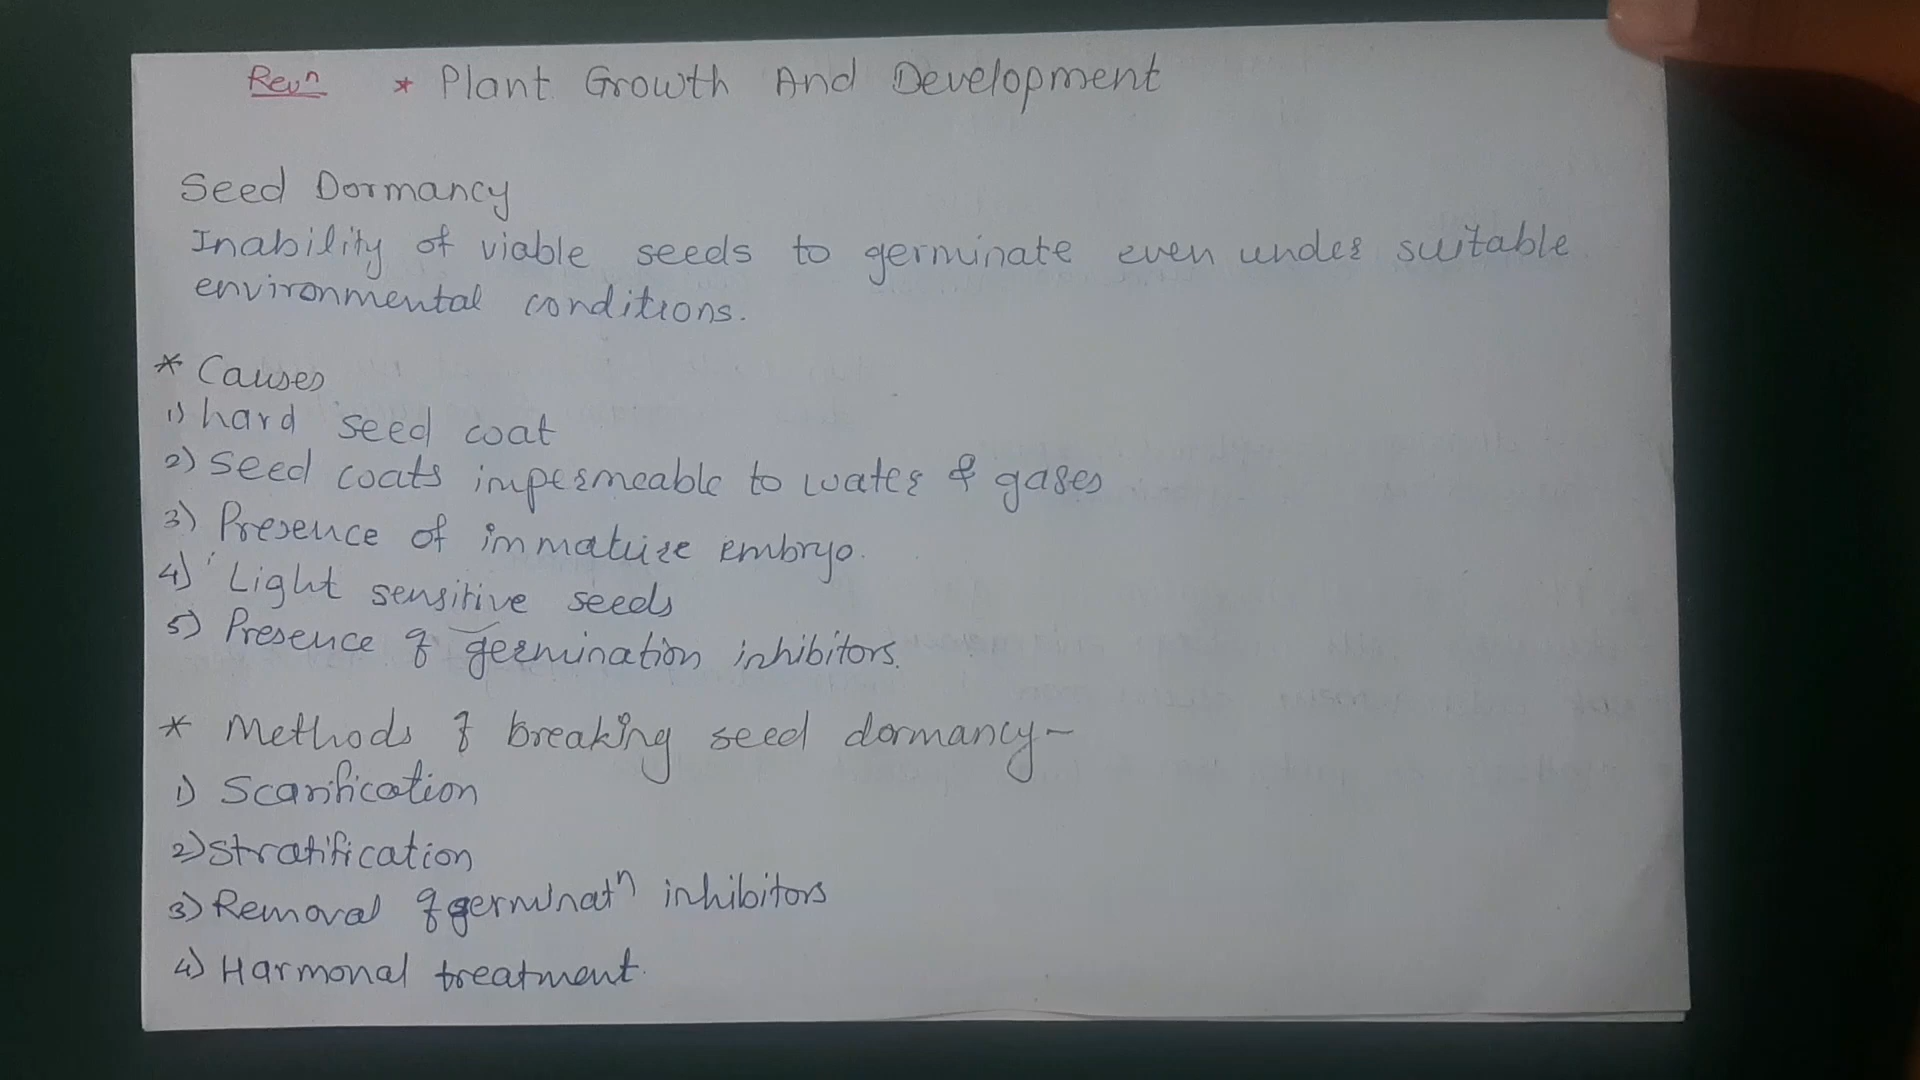 Revn * Plant Growth And Development
Seed Dormancy
Inability of viable seeds to germinate even under suitable
environmental conditions.
* Causes
1) hard seed coat
2) Seed coats impermeable to water & gases
3) Presence of immature embryo.
4) Light sensitive seeds
5) Presence of germination inhibitors.
* Methods of breaking seed dormancy-
1) Scarification
2) Stratification
3) Removal of germinatn inhibitors
4) Harmonal treatment.